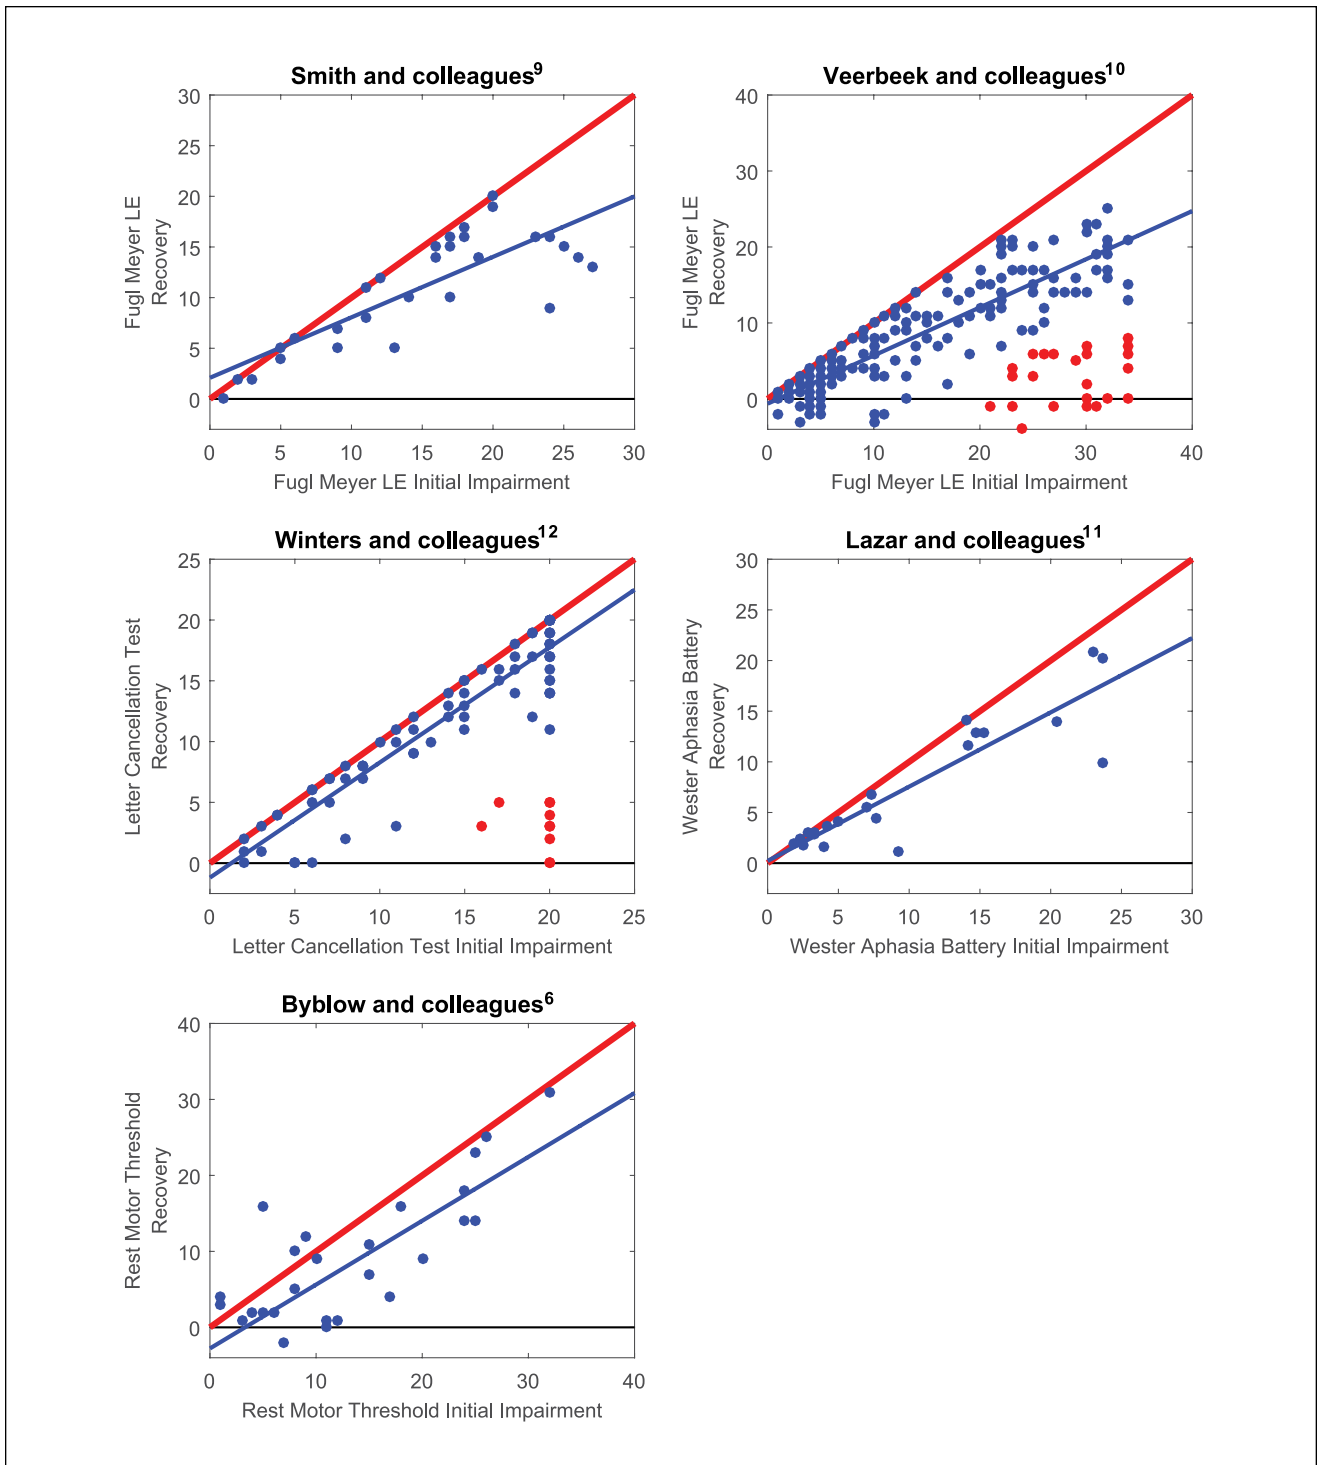 Smith and colleagues9
30
25
20
15
10
5
0
0 5 10 15 20 25 30
Fugl Meyer LE
Recovery
Fugl Meyer LE Initial Impairment
Veerbeek and colleagues10
40
30
20
10
0
0 10 20 30 40
Fugl Meyer LE
Recovery
Fugl Meyer LE Initial Impairment
Winters and colleagues12
25
20
15
10
5
0
0 5 10 15 20 25
Letter Cancellation Test
Recovery
Letter Cancellation Test Initial Impairment
Lazar and colleagues11
30
25
20
15
10
5
0
0 5 10 15 20 25 30
Wester Aphasia Battery
Recovery
Wester Aphasia Battery Initial Impairment
Byblow and colleagues6
40
30
20
10
0
0 10 20 30 40
Rest Motor Threshold
Recovery
Rest Motor Threshold Initial Impairment